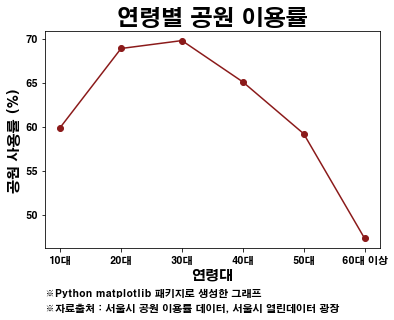 연령별 공원 이용률
공원 사용률 (%)
70
65
60
55
50
10대 20대 30대 40대 50대 60대 이상
연령대
※Python matplotlib 패키지로 생성한 그래프
※자료출처 : 서울시 공원 이용률 데이터, 서울시 열린데이터 광장